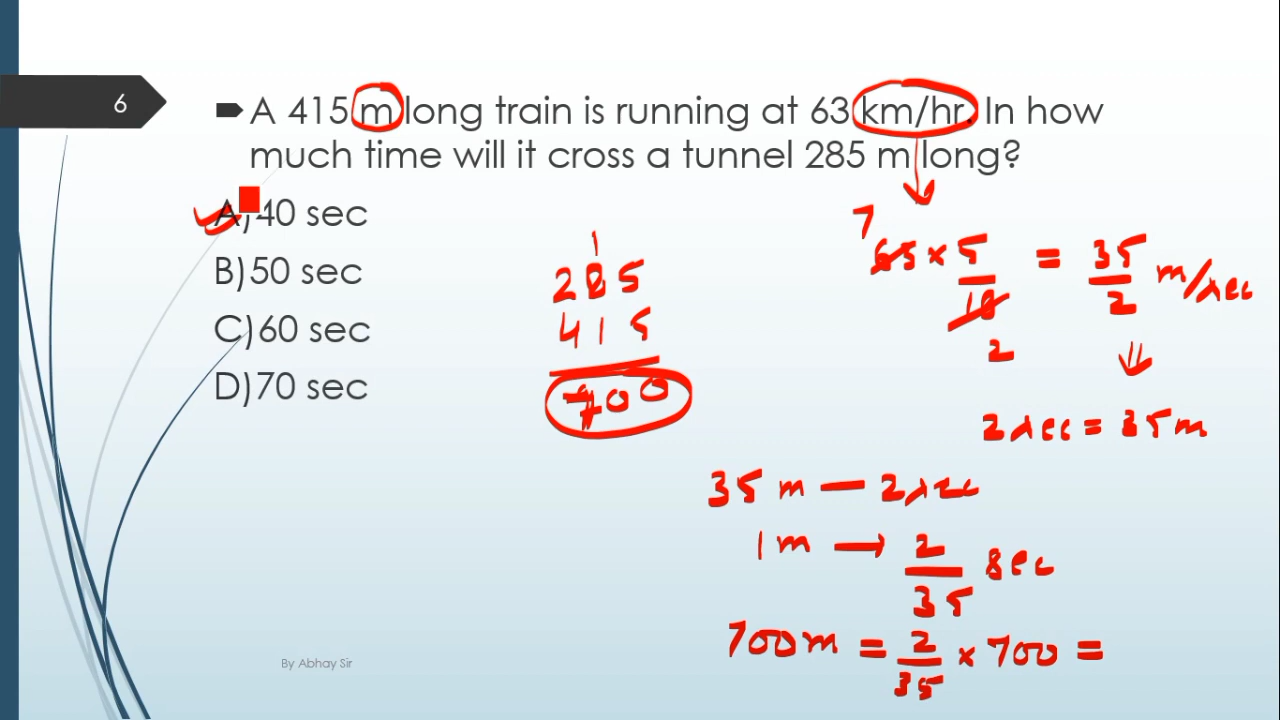 6
A 415 m long train is running at 63 km/hr. In how
much time will it cross a tunnel 285 m long?
A) 40 sec
B) 50 sec
C) 60 sec
D) 70 sec
7
63 × 5/18 = 35/2 m/sec
2
2 sec = 35 m
1
285
415
700
35 m — 2 sec
1 m → 2/35 sec
700 m = 2/35 × 700 =
By Abhay Sir